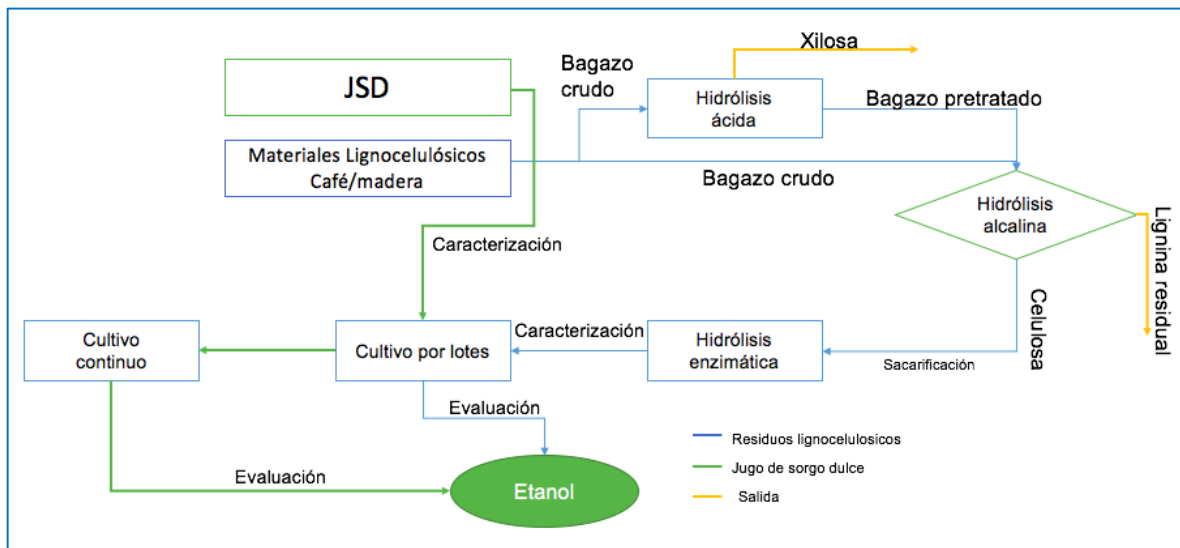 JSD
Materiales Lignocelulósicos
Café/madera
Bagazo
crudo
Xilosa
Hidrólisis
ácida
Bagazo pretratado
Bagazo crudo
Hidrólisis
alcalina
Lignina residual
Celulosa
Caracterización
Cultivo
continuo
Cultivo por lotes
Caracterización
Hidrólisis
enzimática
Sacarificación
Evaluación
Evaluación
Etanol
Residuos lignocelulosicos
Jugo de sorgo dulce
Salida